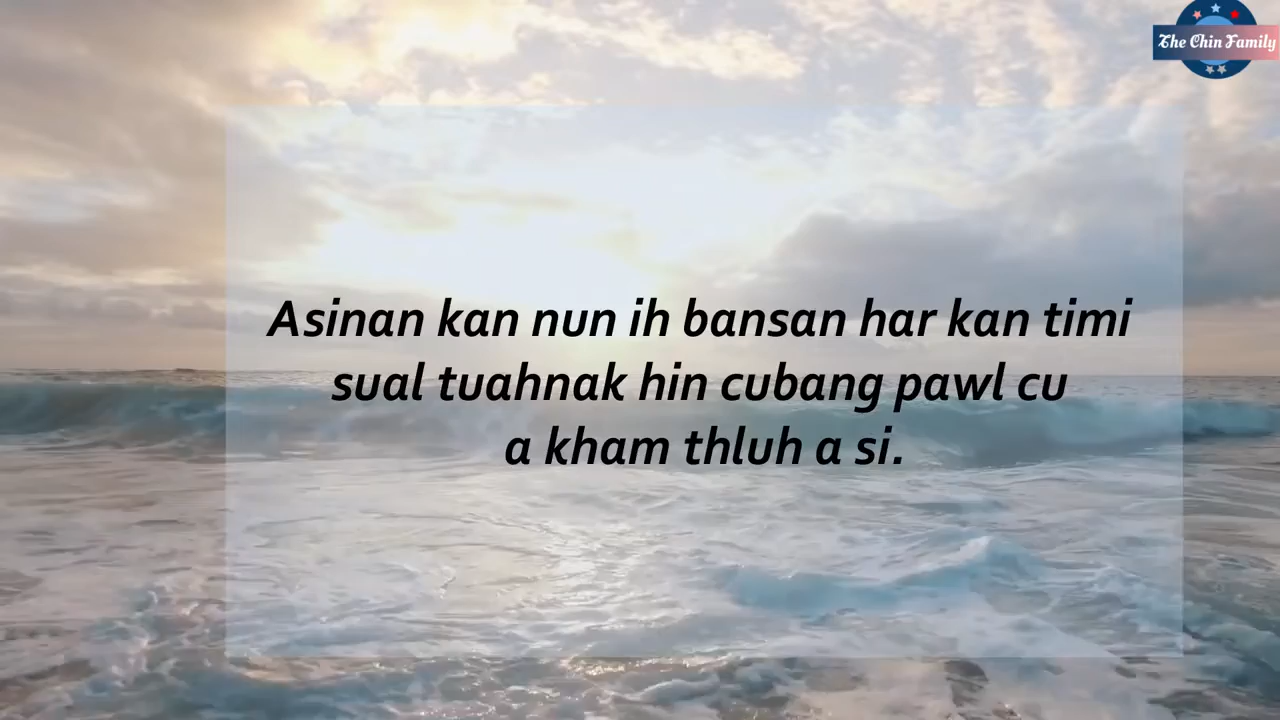 The Chin Family
Asinan kan nun ih bansan har kan timi
sual tuahnak hin cubang pawl cu
a kham thluh a si.